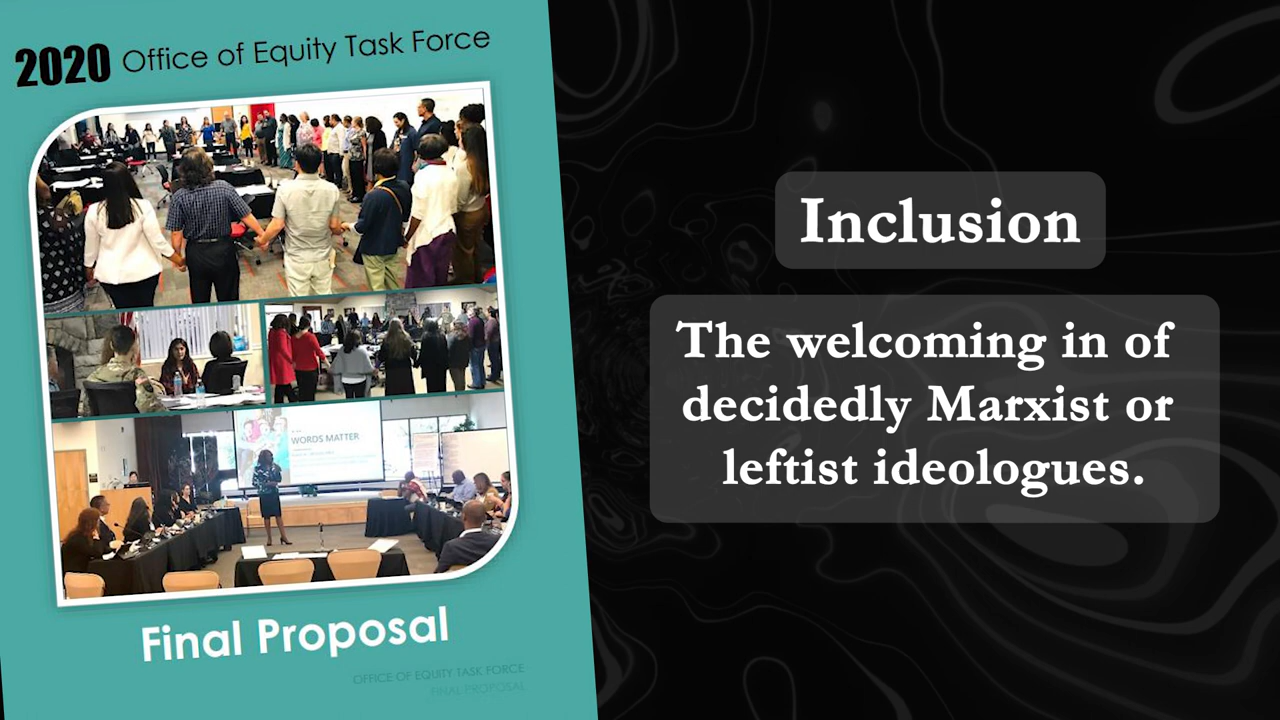 2020 Office of Equity Task Force
WORDS MATTER
Final Proposal
OFFICE OF EQUITY TASK FORCE
FINAL PROPOSAL
Inclusion
The welcoming in of
decidedly Marxist or
leftist ideologues.